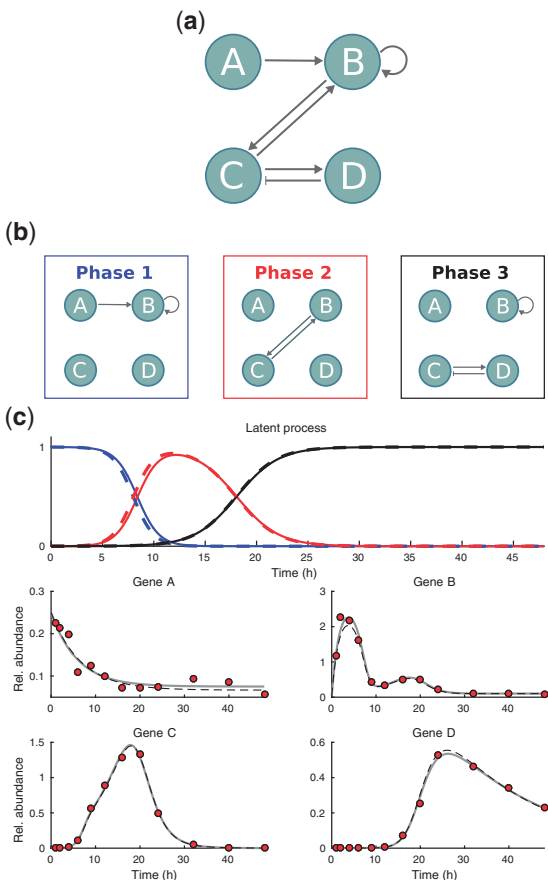 (a)
A B
C D
(b)
Phase 1 Phase 2 Phase 3
A B A B A B
C D C D C D
(c)
Latent process
1
0
0 5 10 15 20 25 30 35 40 45
Time (h)
Gene A Gene B
Rel. abundance
0.3
0.2
0.1
0 10 20 30 40
3
2
1
0
0 10 20 30 40
Gene C Gene D
Rel. abundance
1.5
1
0.5
0
0 10 20 30 40
Time (h)
0.6
0.4
0.2
0
0 10 20 30 40
Time (h)